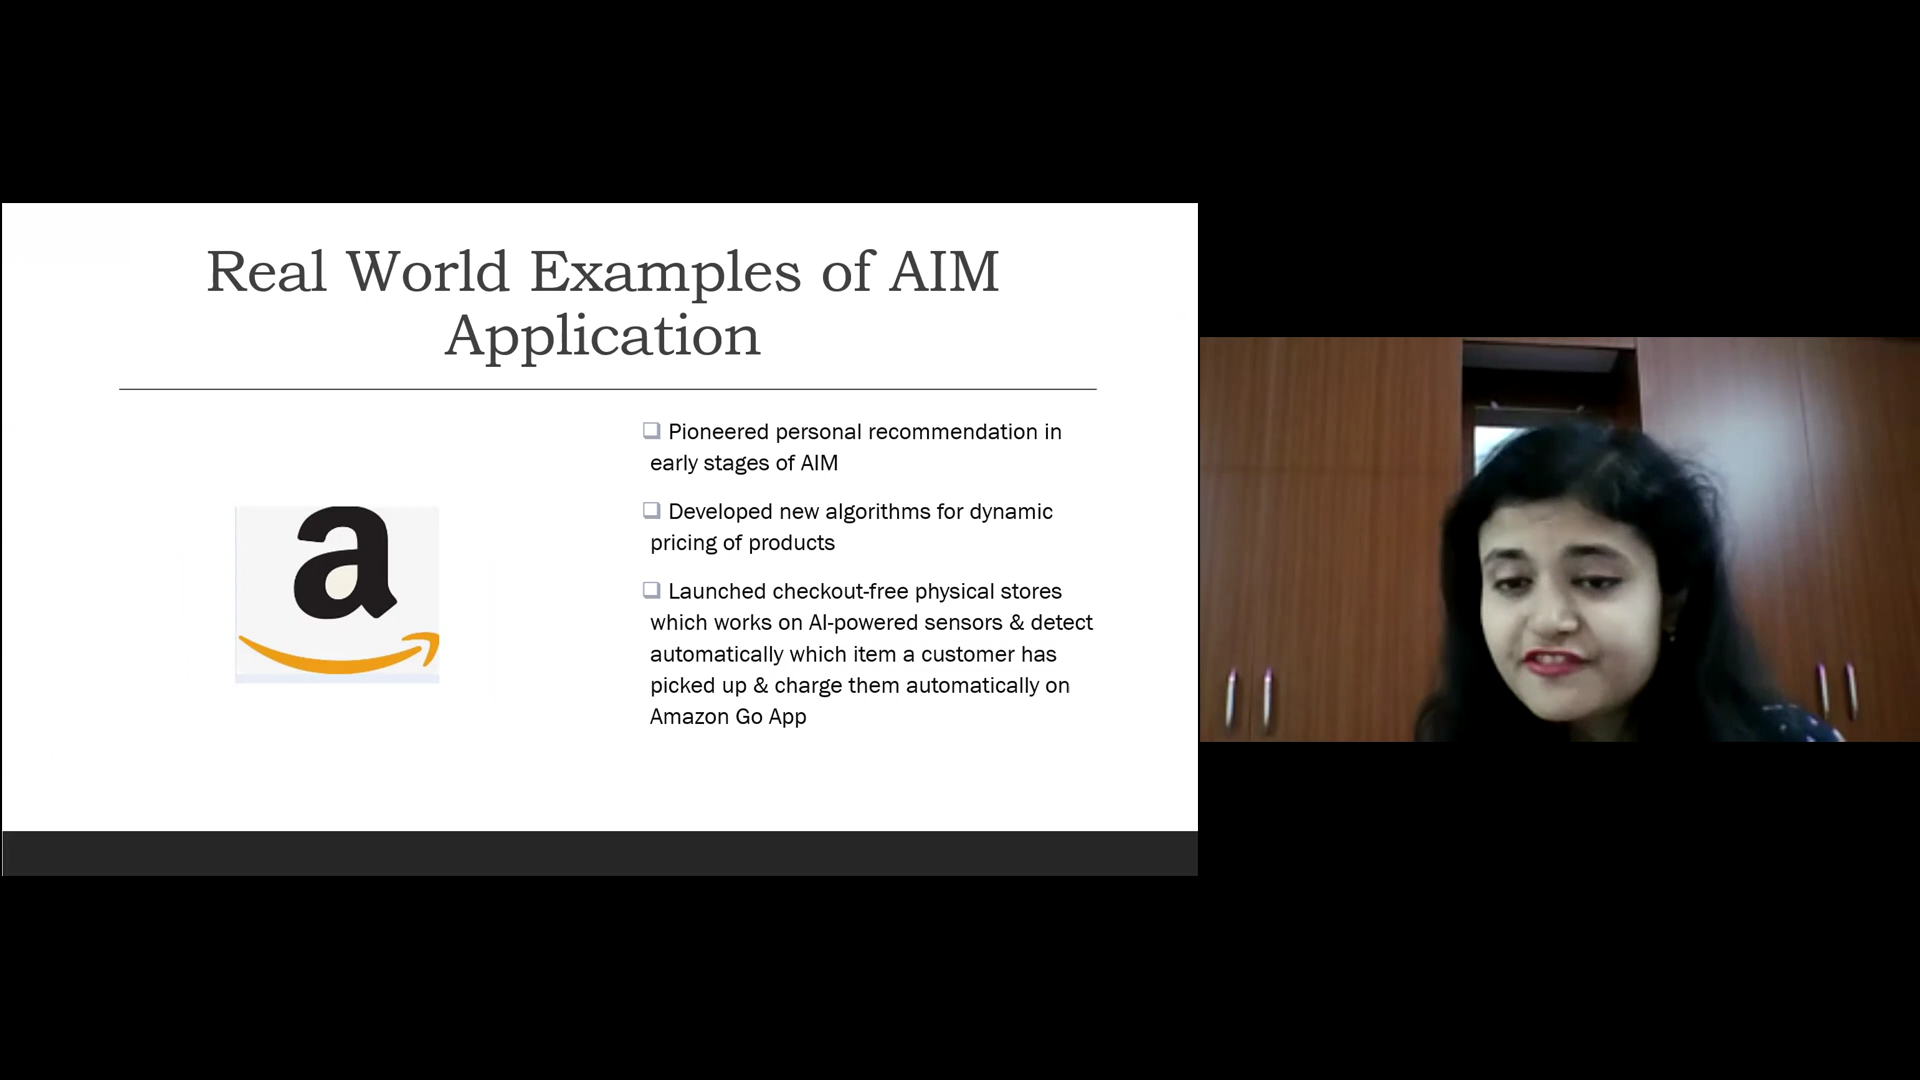 Real World Examples of AIM
Application
❑ Pioneered personal recommendation in
early stages of AIM
❑ Developed new algorithms for dynamic
pricing of products
❑ Launched checkout-free physical stores
which works on AI-powered sensors & detect
automatically which item a customer has
picked up & charge them automatically on
Amazon Go App
a